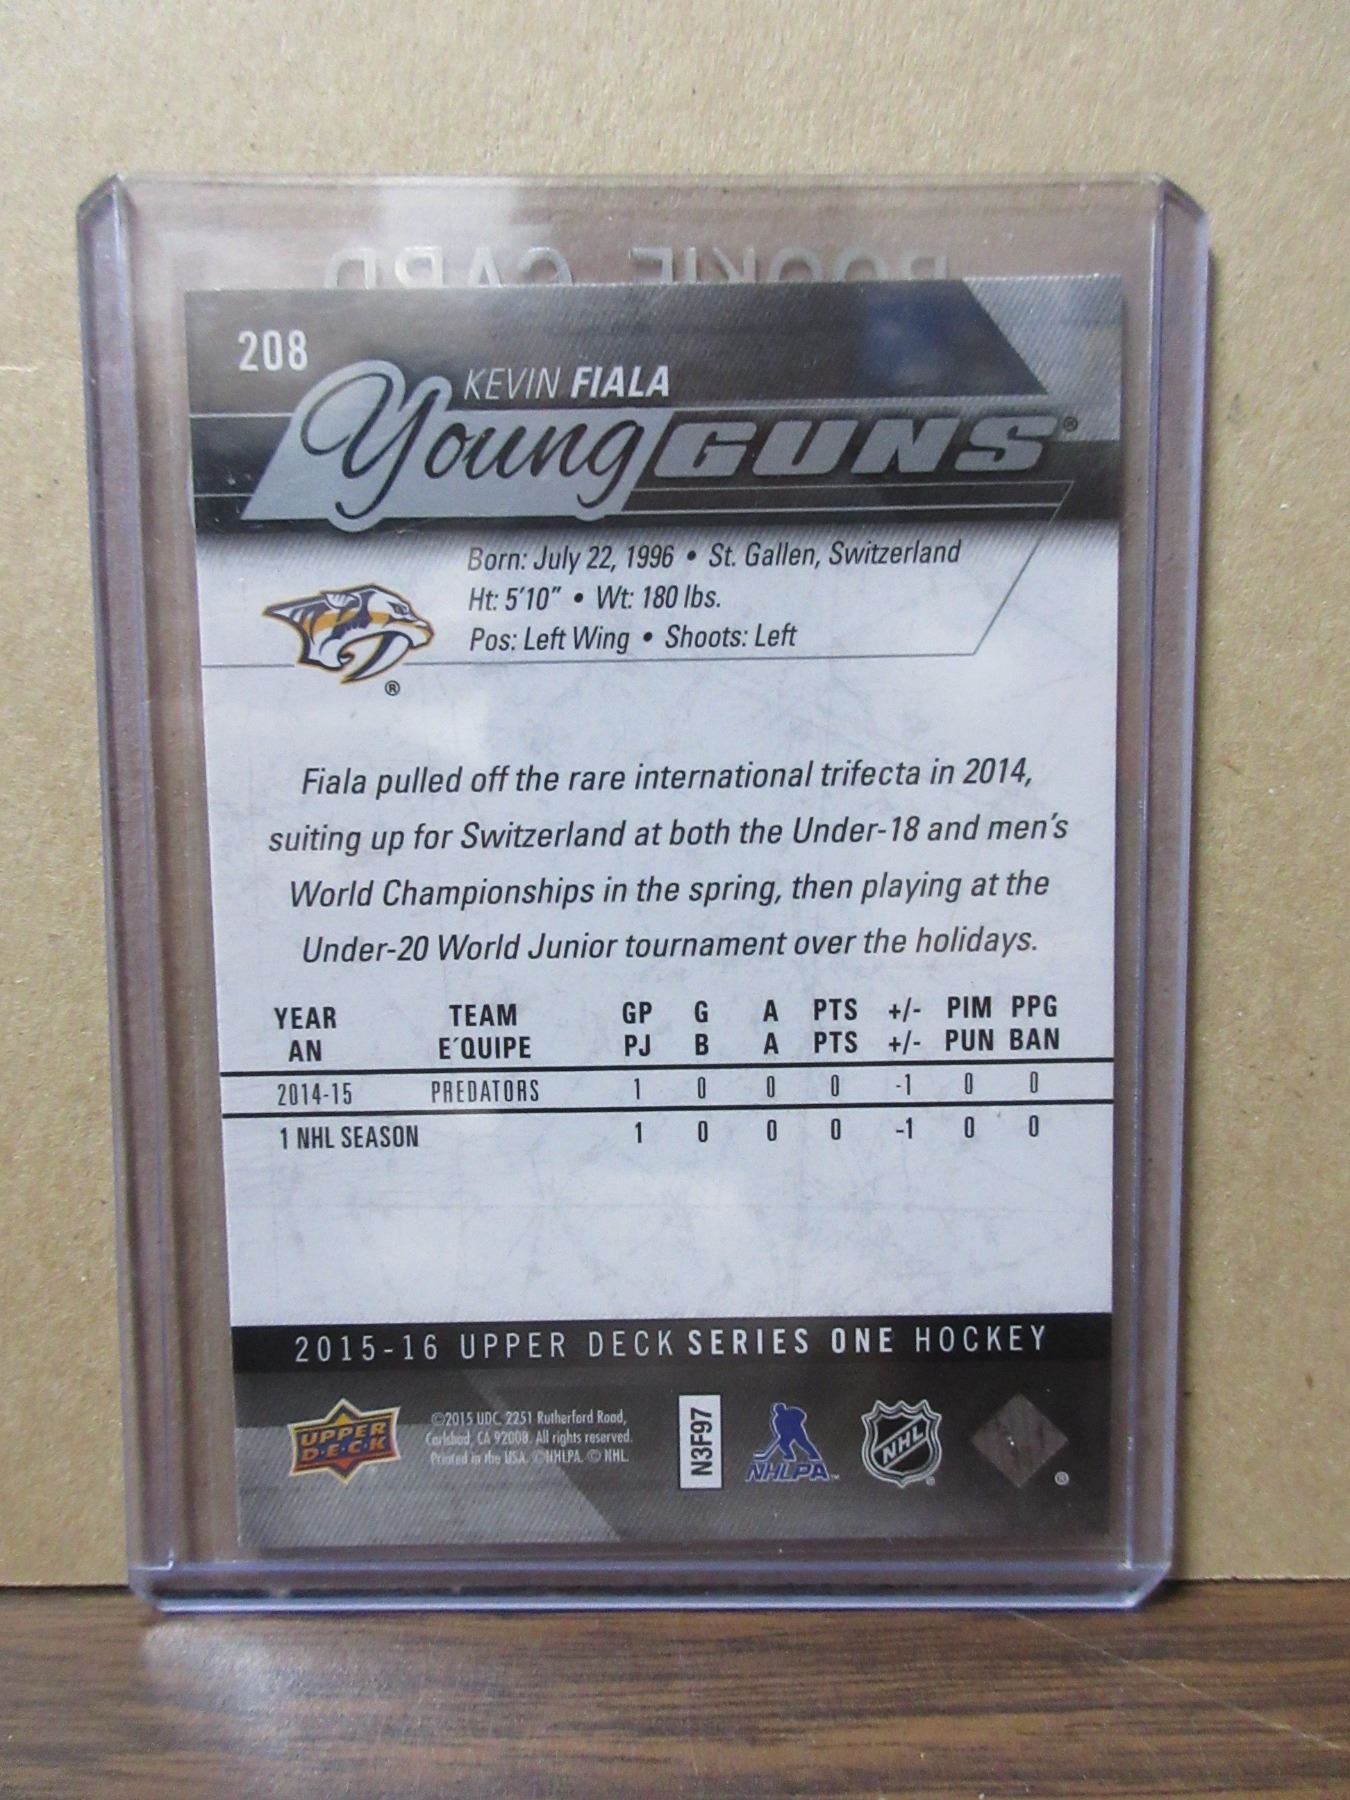 ROOKIE CARD
208
KEVIN FIALA
Young GUNS®
Born: July 22, 1996 • St. Gallen, Switzerland
Ht: 5'10" • Wt: 180 lbs.
Pos: Left Wing • Shoots: Left
®
Fiala pulled off the rare international trifecta in 2014,
suiting up for Switzerland at both the Under-18 and men's
World Championships in the spring, then playing at the
Under-20 World Junior tournament over the holidays.
YEAR TEAM GP G A PTS +/- PIM PPG
AN E´QUIPE PJ B A PTS +/- PUN BAN
2014-15 PREDATORS 1 0 0 0 -1 0 0
1 NHL SEASON 1 0 0 0 -1 0 0
2015-16 UPPER DECK SERIES ONE HOCKEY
UPPER
D•E•C•K
©2015 UDC, 2251 Rutherford Road,
Carlsbad, CA 92008. All rights reserved.
Printed in the USA. ©NHLPA. © NHL.
N3F97
NHLPA™
NHL®
®